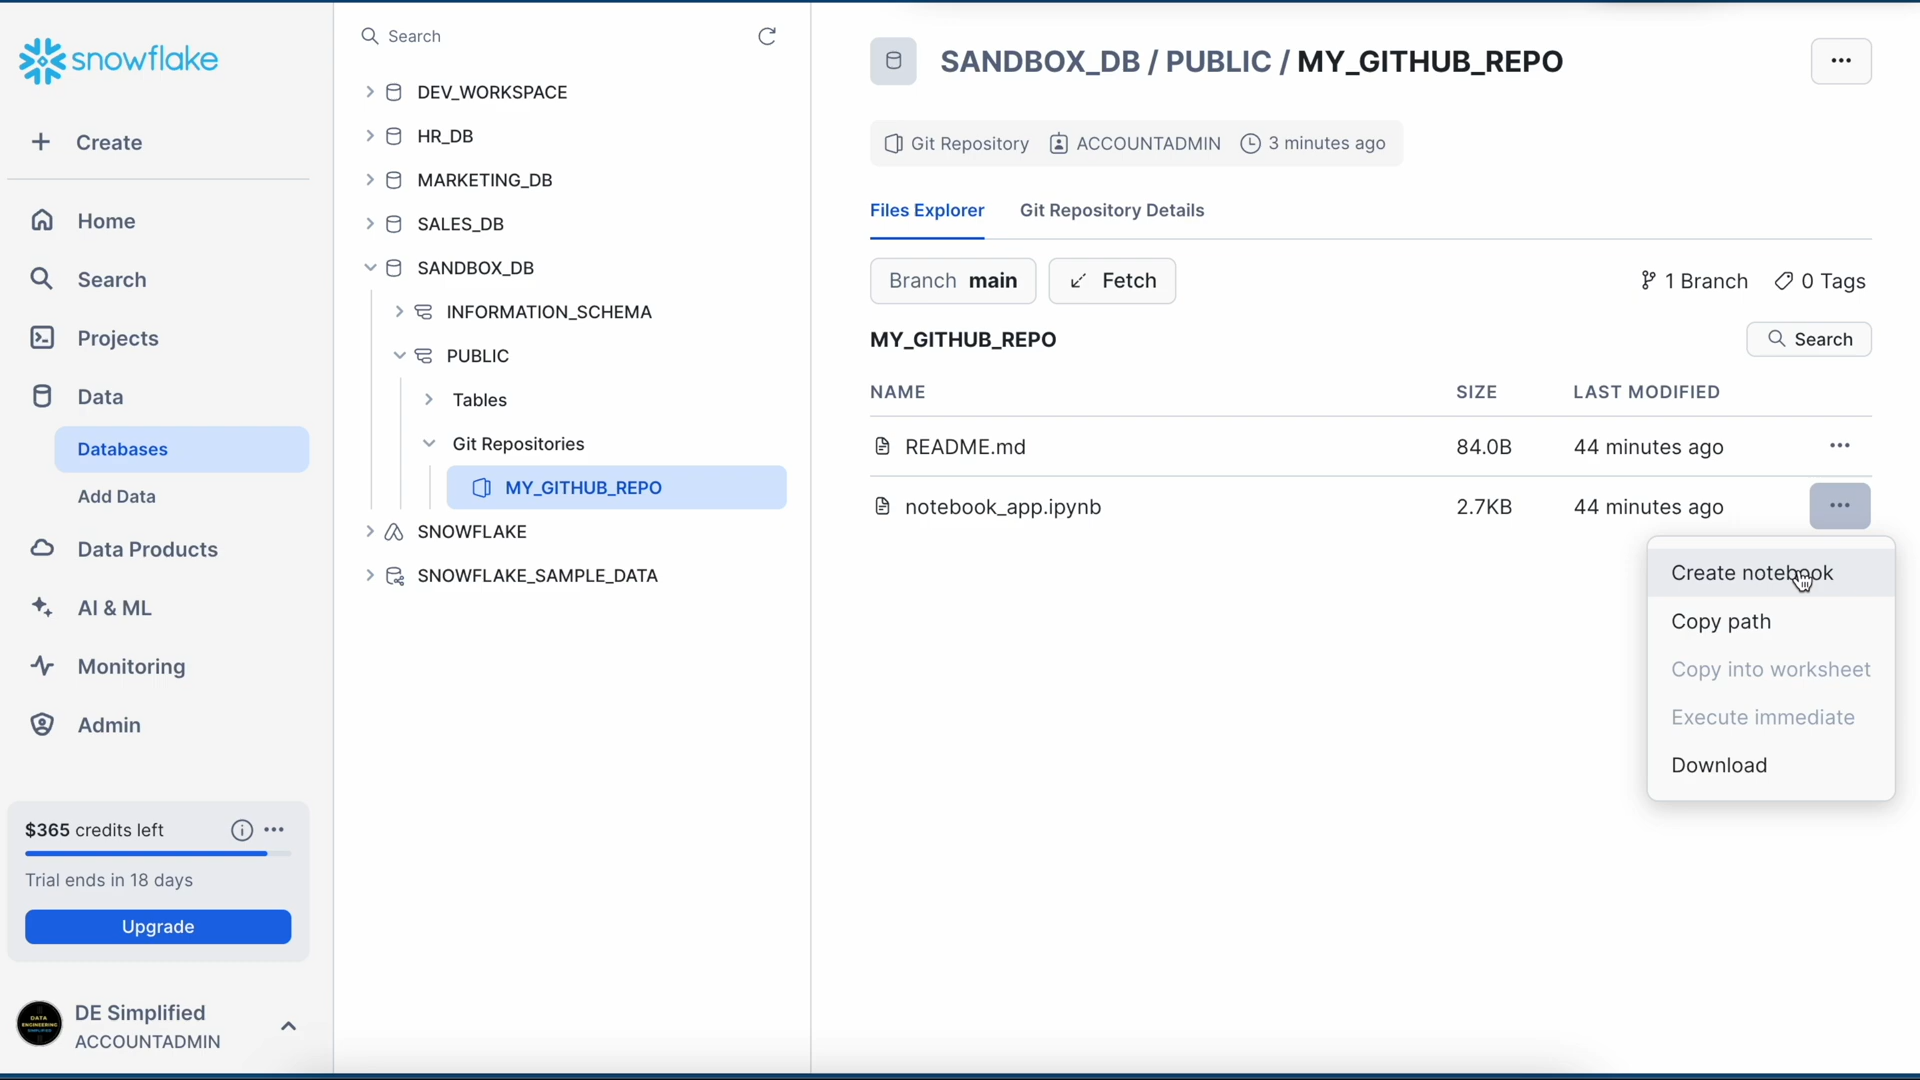 snowflake
Create
Home
Search
Projects
Data
Databases
Add Data
Data Products
AI & ML
Monitoring
Admin
$365 credits left
Trial ends in 18 days
Upgrade
DATA
ENGINEERING
SIMPLIFIED
DE Simplified
ACCOUNTADMIN
Search
DEV_WORKSPACE
HR_DB
MARKETING_DB
SALES_DB
SANDBOX_DB
INFORMATION_SCHEMA
PUBLIC
Tables
Git Repositories
MY_GITHUB_REPO
SNOWFLAKE
SNOWFLAKE_SAMPLE_DATA
SANDBOX_DB / PUBLIC / MY_GITHUB_REPO
Git Repository ACCOUNTADMIN 3 minutes ago
Files Explorer Git Repository Details
Branch main Fetch 1 Branch 0 Tags
MY_GITHUB_REPO Search
NAME SIZE LAST MODIFIED
README.md 84.0B 44 minutes ago
notebook_app.ipynb 2.7KB 44 minutes ago
Create notebook
Copy path
Copy into worksheet
Execute immediate
Download